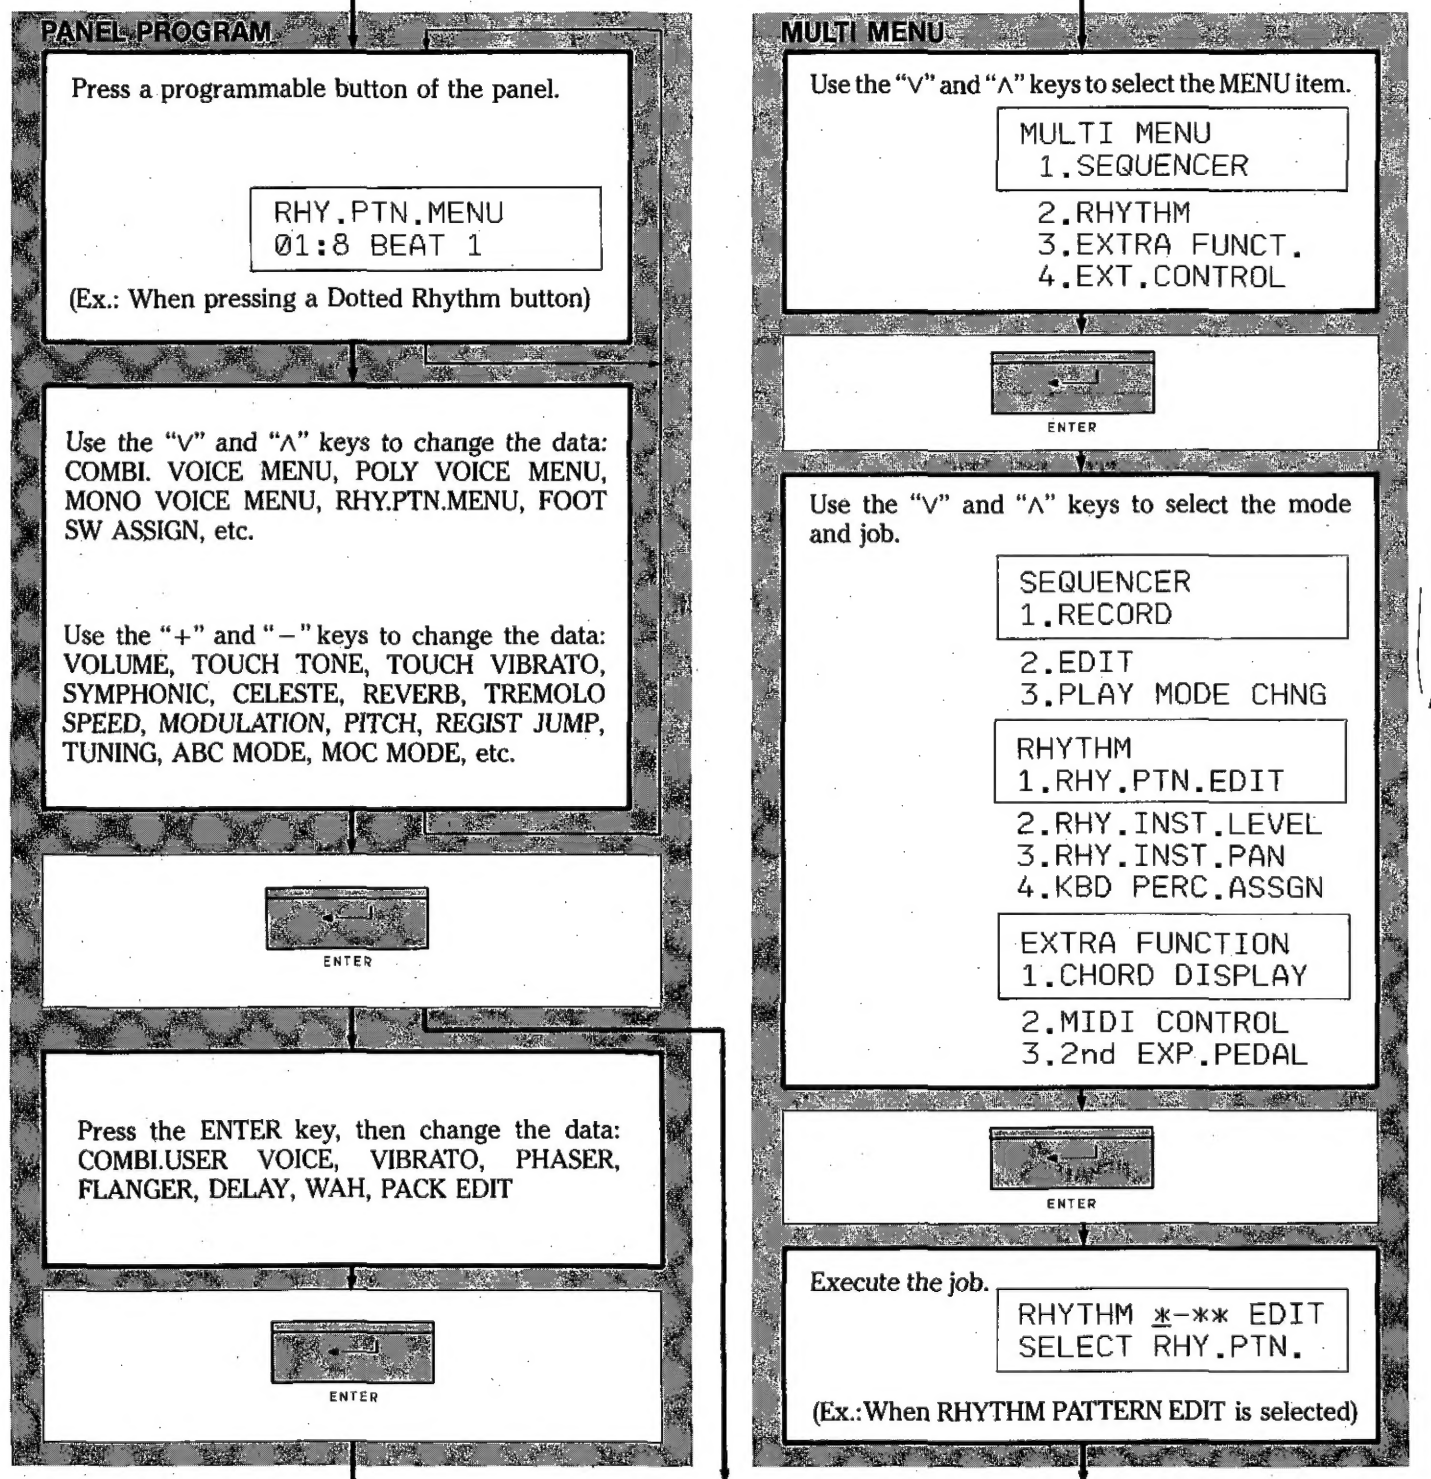 PANEL PROGRAM
Press a programmable button of the panel.
RHY.PTN.MENU
01:8 BEAT 1
(Ex.: When pressing a Dotted Rhythm button)
Use the “∨” and “∧” keys to change the data:
COMBI. VOICE MENU, POLY VOICE MENU,
MONO VOICE MENU, RHY.PTN.MENU, FOOT
SW ASSIGN, etc.
Use the “+” and “−” keys to change the data:
VOLUME, TOUCH TONE, TOUCH VIBRATO,
SYMPHONIC, CELESTE, REVERB, TREMOLO
SPEED, MODULATION, PITCH, REGIST JUMP,
TUNING, ABC MODE, MOC MODE, etc.
ENTER
Press the ENTER key, then change the data:
COMBI.USER VOICE, VIBRATO, PHASER,
FLANGER, DELAY, WAH, PACK EDIT
ENTER
MULTI MENU
Use the “∨” and “∧” keys to select the MENU item.
MULTI MENU
1.SEQUENCER
2.RHYTHM
3.EXTRA FUNCT.
4.EXT.CONTROL
ENTER
Use the “∨” and “∧” keys to select the mode
and job.
SEQUENCER
1.RECORD
2.EDIT
3.PLAY MODE CHNG
RHYTHM
1.RHY.PTN.EDIT
2.RHY.INST.LEVEL
3.RHY.INST.PAN
4.KBD PERC.ASSGN
EXTRA FUNCTION
1.CHORD DISPLAY
2.MIDI CONTROL
3.2nd EXP.PEDAL
ENTER
Execute the job.
RHYTHM *-** EDIT
SELECT RHY.PTN.
(Ex.:When RHYTHM PATTERN EDIT is selected)